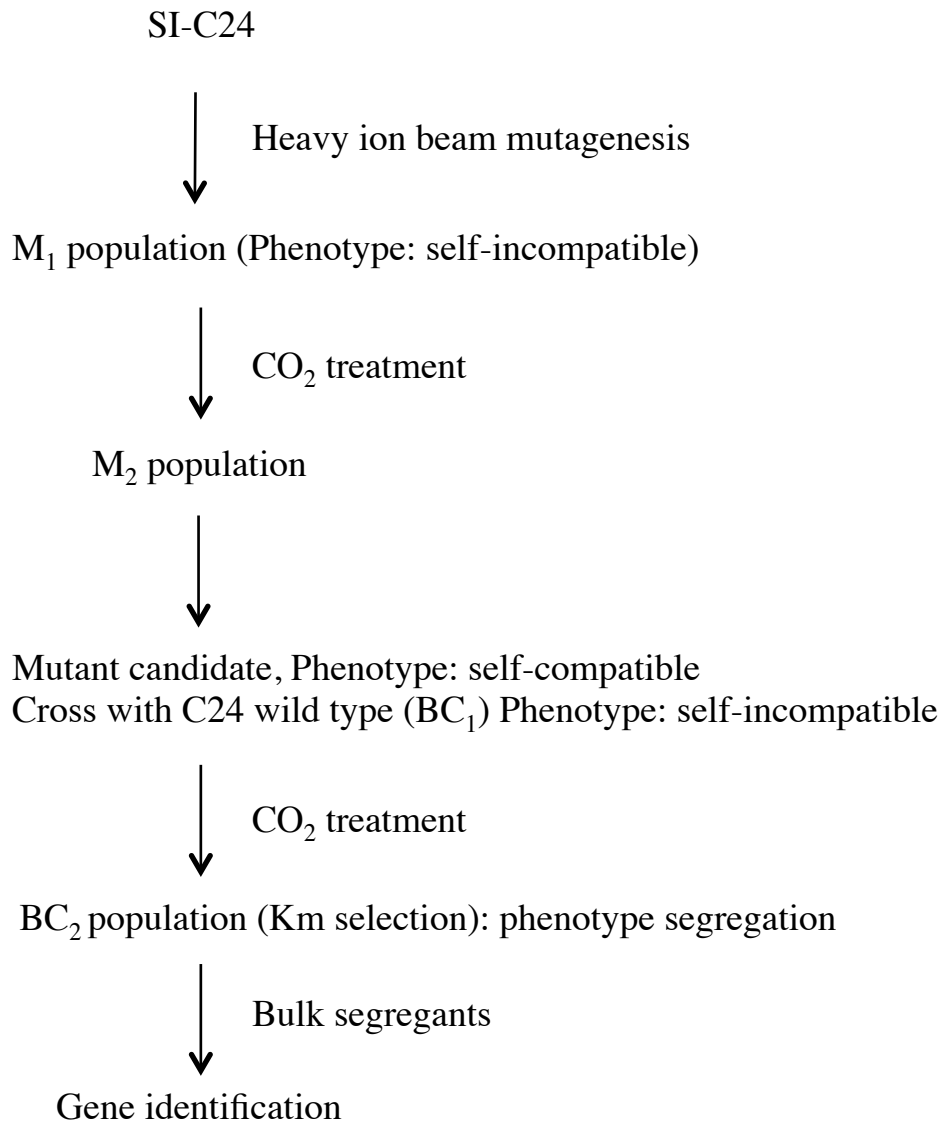 SI-C24
Heavy ion beam mutagenesis
M₁ population (Phenotype: self-incompatible)
CO₂ treatment
M₂ population
Mutant candidate, Phenotype: self-compatible
Cross with C24 wild type (BC₁) Phenotype: self-incompatible
CO₂ treatment
BC₂ population (Km selection): phenotype segregation
Bulk segregants
Gene identification